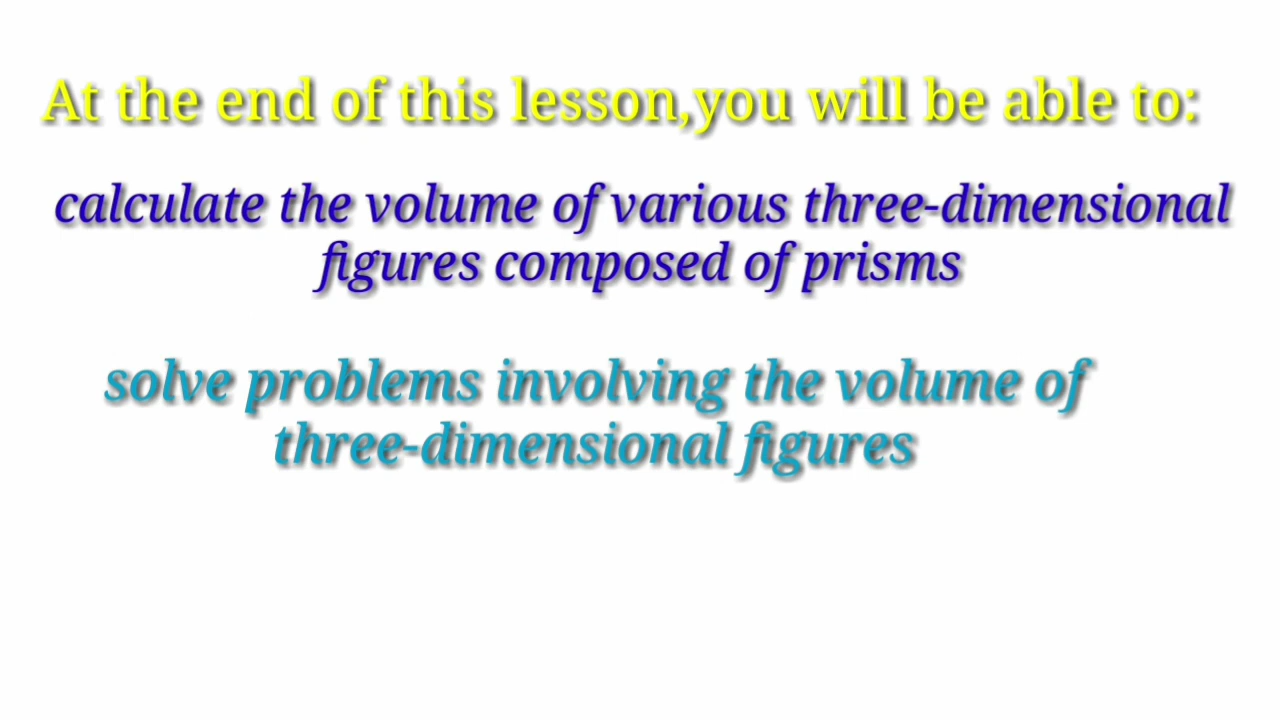 At the end of this lesson,you will be able to:
calculate the volume of various three-dimensional
figures composed of prisms
solve problems involving the volume of
three-dimensional figures